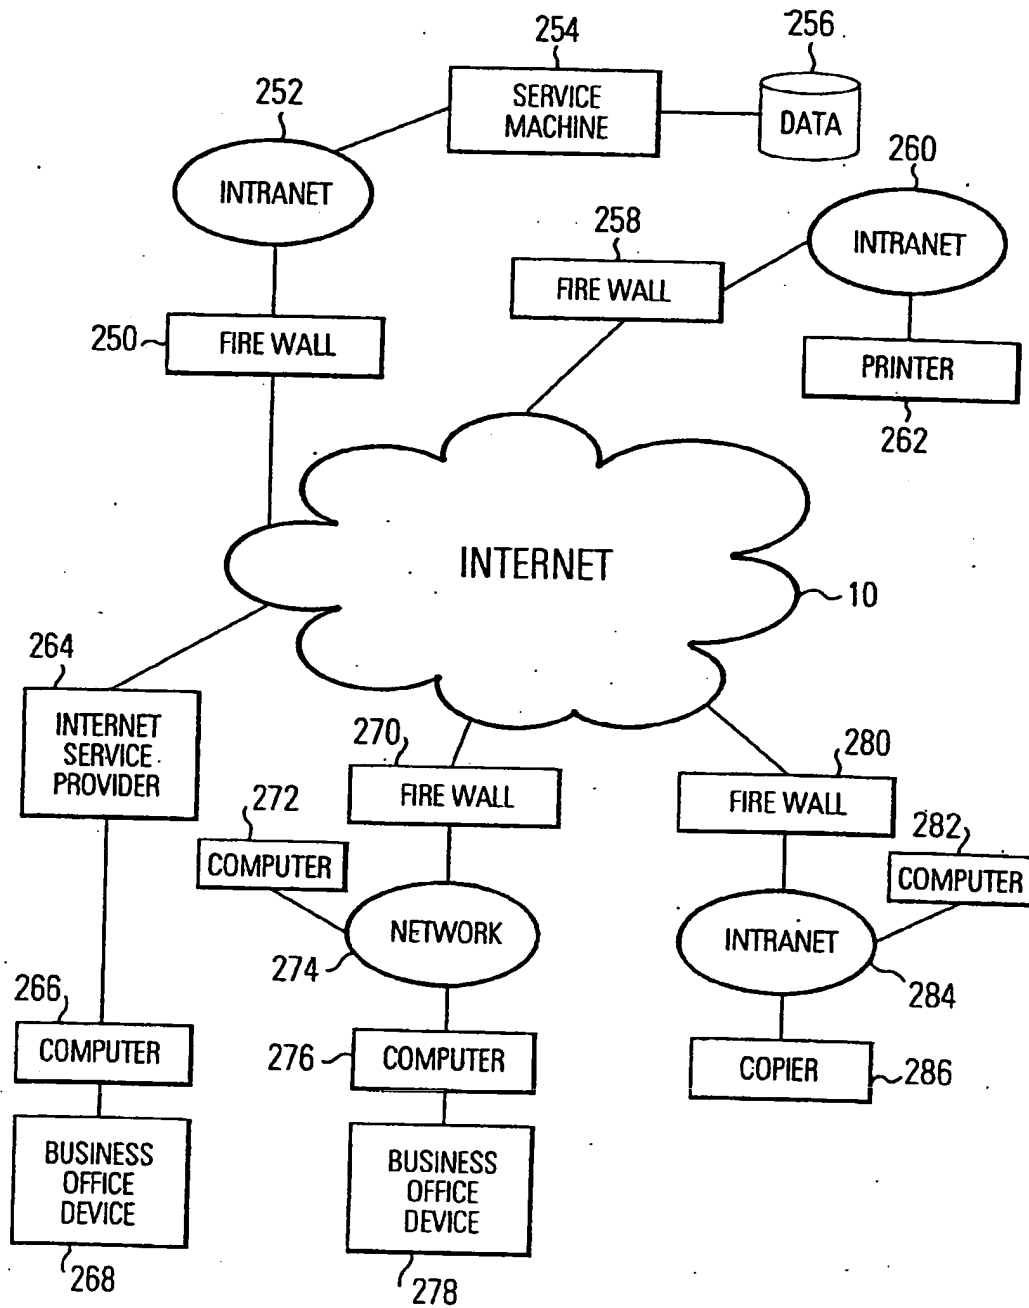 254
256
252
SERVICE
MACHINE
DATA
260
INTRANET
258
INTRANET
FIRE WALL
250
FIRE WALL
PRINTER
262
INTERNET
10
264
INTERNET
SERVICE
PROVIDER
270
280
FIRE WALL
FIRE WALL
272
282
COMPUTER
COMPUTER
NETWORK
INTRANET
274
284
266
COMPUTER
276
COMPUTER
COPIER
286
BUSINESS
OFFICE
DEVICE
BUSINESS
OFFICE
DEVICE
268
278